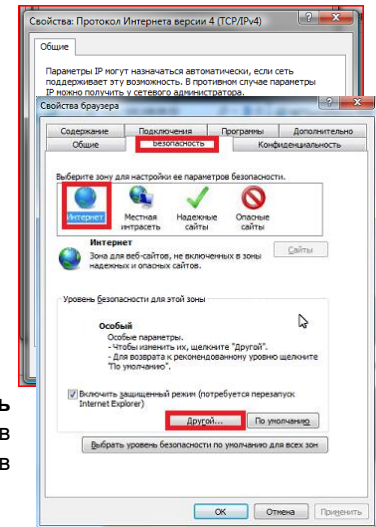 Свойства: Протокол Интернета версии 4 (TCP/IPv4)
Общие
Параметры IP могут назначаться автоматически, если сеть
поддерживает эту возможность. В противном случае параметры
IP можно получить у сетевого администратора.
Свойства браузера
Содержание Подключения Программы Дополнительно
Общие Безопасность Конфиденциальность
Выберите зону для настройки ее параметров безопасности.
Интернет Местная интрасеть Надежные сайты Опасные сайты
Интернет
Сайты
Зона для веб-сайтов, не включенных в зоны
надежных и опасных сайтов.
Уровень безопасности для этой зоны
Особый
Особые параметры.
- Чтобы изменить их, щелкните "Другой".
- Для возврата к рекомендованному уровню щелкните
"По умолчанию".
Включить защищенный режим (потребуется перезапуск
Internet Explorer)
Другой... По умолчанию
Выбрать уровень безопасности по умолчанию для всех зон
OK Отмена Применить
ь
в
в